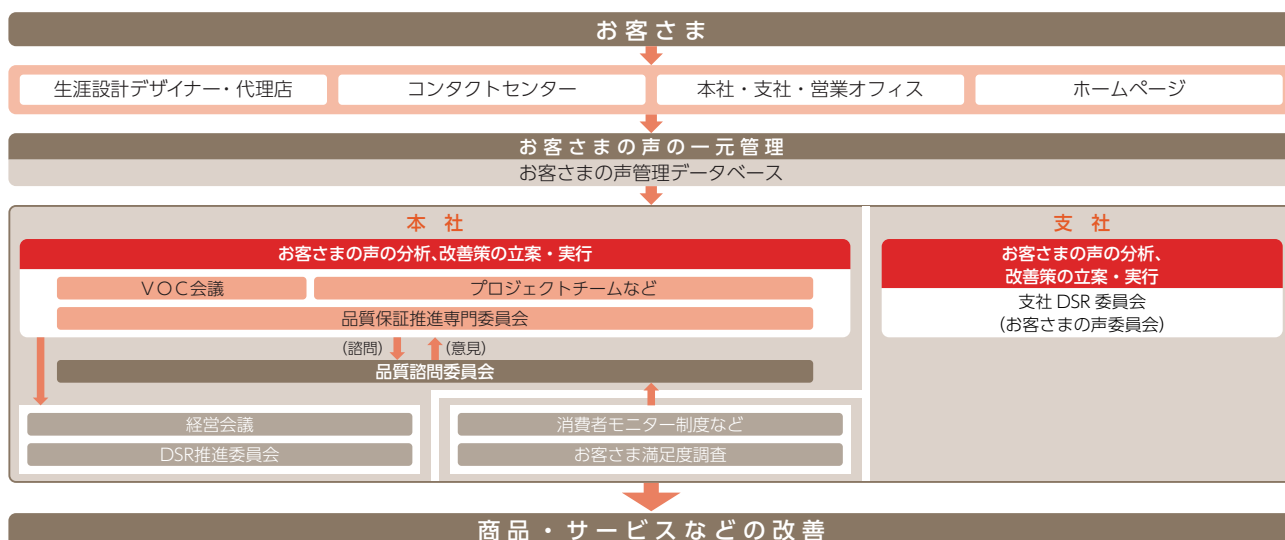 お客さま
生涯設計デザイナー・代理店
コンタクトセンター
本社・支社・営業オフィス
ホームページ
お客さまの声の一元管理
お客さまの声管理データベース
本 社
お客さまの声の分析、改善策の立案・実行
VOC会議
プロジェクトチームなど
品質保証推進専門委員会
(諮問)
(意見)
品質諮問委員会
経営会議
DSR推進委員会
消費者モニター制度など
お客さま満足度調査
支 社
お客さまの声の分析、
改善策の立案・実行
支社 DSR 委員会
(お客さまの声委員会)
商品・サービスなどの改善